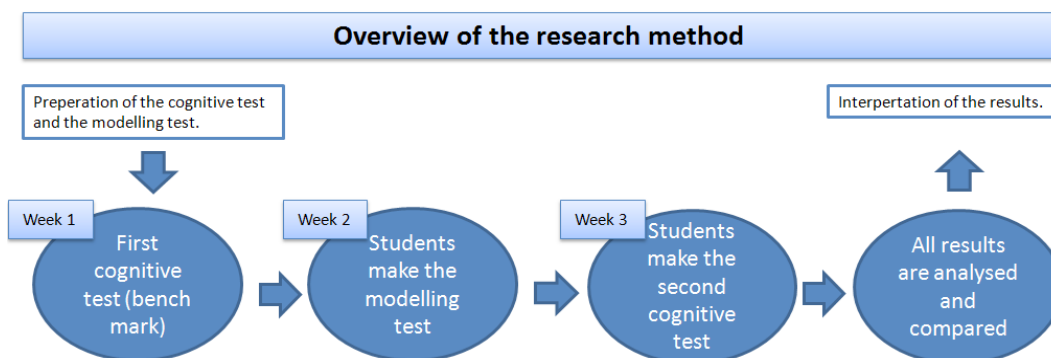 Overview of the research method
Preperation of the cognitive test
and the modelling test.
Interpertation of the results.
Week 1
First
cognitive
test (bench
mark)
Week 2
Students
make the
modelling
test
Week 3
Students
make the
second
cognitive
test
All results
are analysed
and
compared